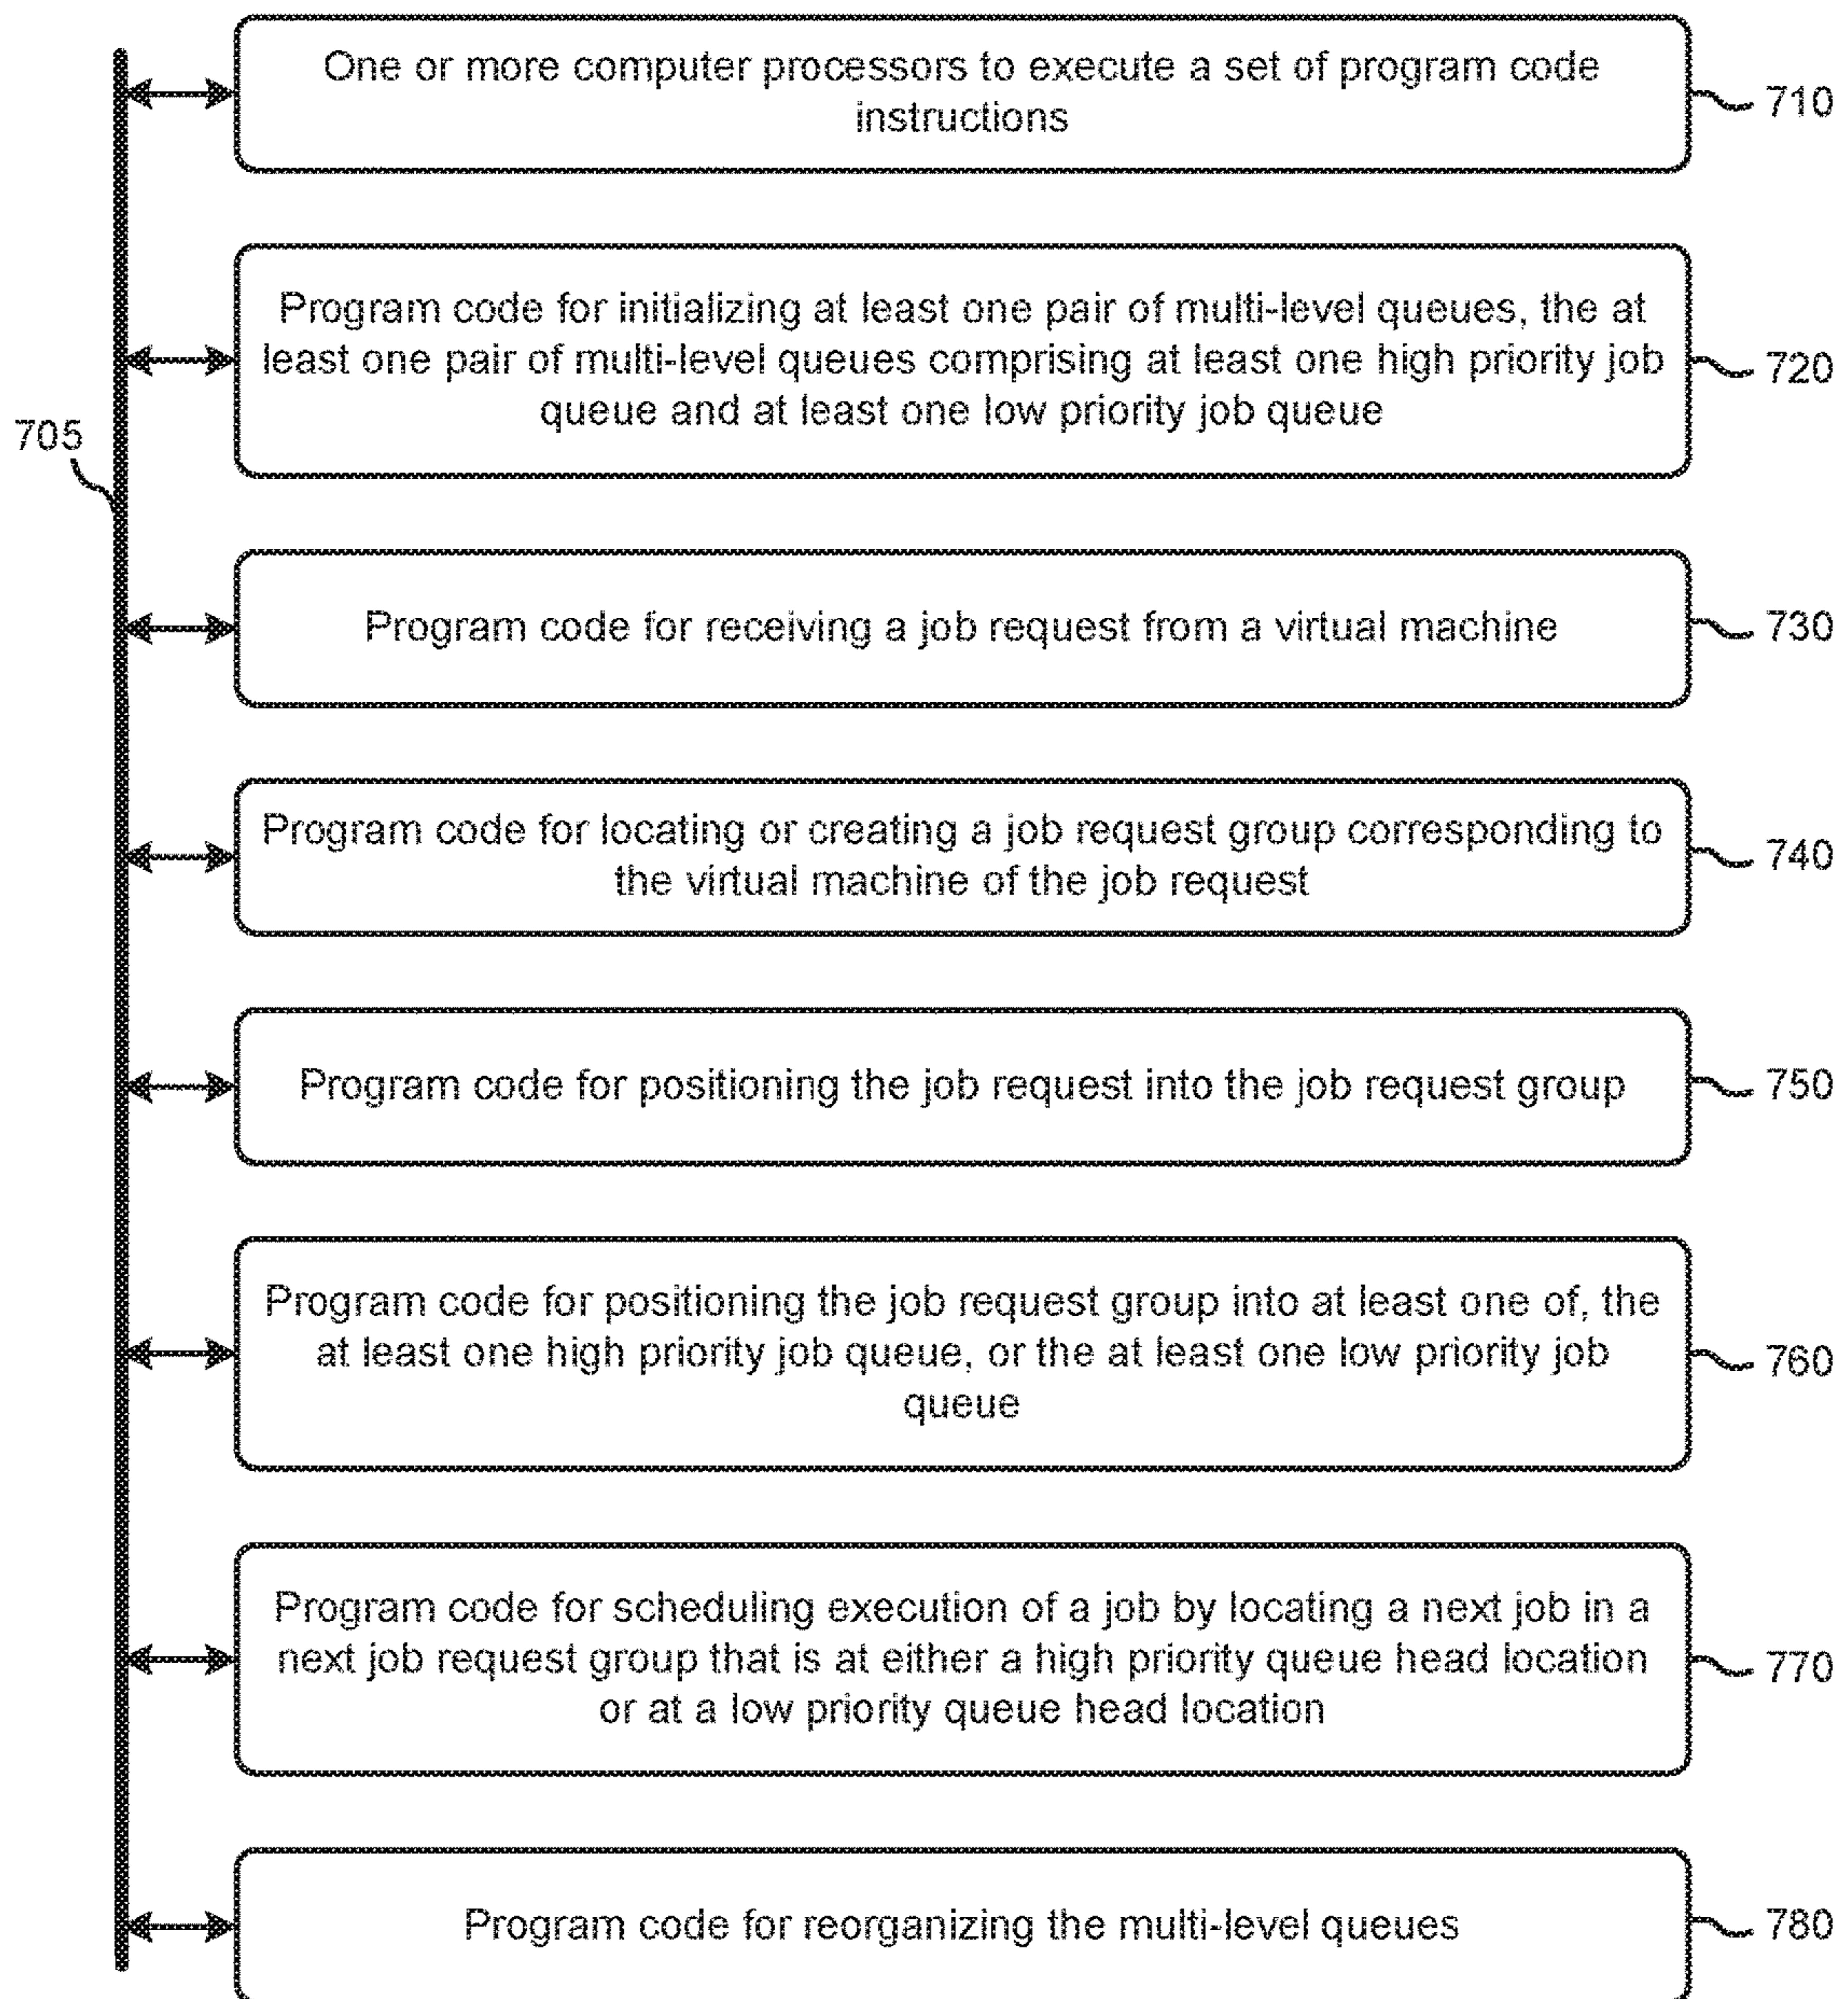 One or more computer processors to execute a set of program code
instructions
710
Program code for initializing at least one pair of multi-level queues, the at
least one pair of multi-level queues comprising at least one high priority job
queue and at least one low priority job queue
720
705
Program code for receiving a job request from a virtual machine
730
Program code for locating or creating a job request group corresponding to
the virtual machine of the job request
740
Program code for positioning the job request into the job request group
750
Program code for positioning the job request group into at least one of, the
at least one high priority job queue, or the at least one low priority job
queue
760
Program code for scheduling execution of a job by locating a next job in a
next job request group that is at either a high priority queue head location
or at a low priority queue head location
770
Program code for reorganizing the multi-level queues
780